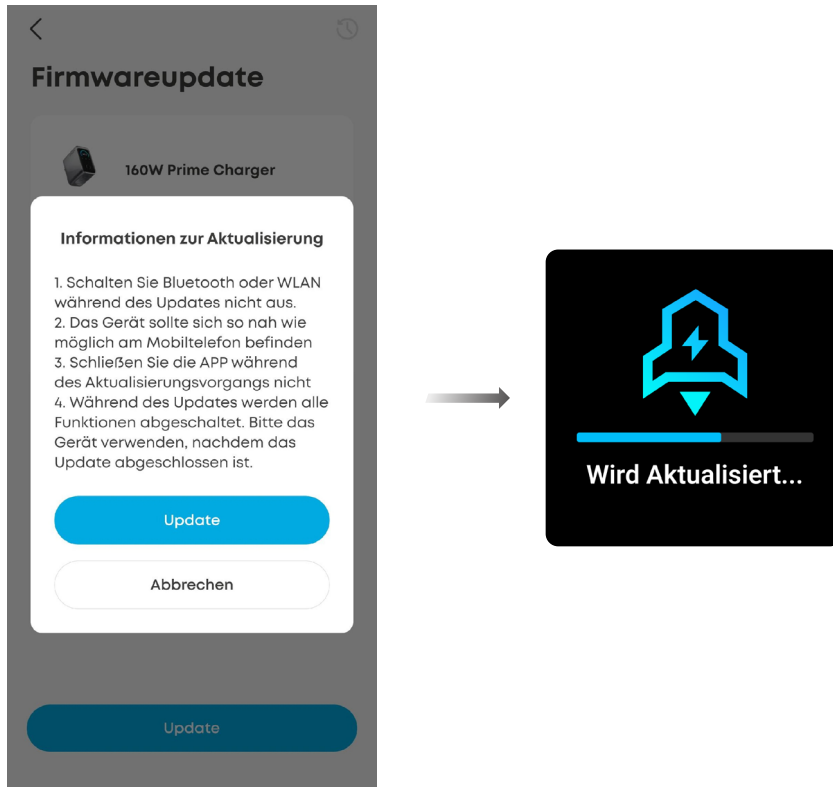 Firmwareupdate
160W Prime Charger
Informationen zur Aktualisierung
1. Schalten Sie Bluetooth oder WLAN
während des Updates nicht aus.
2. Das Gerät sollte sich so nah wie
möglich am Mobiltelefon befinden
3. Schließen Sie die APP während
des Aktualisierungsvorgangs nicht
4. Während des Updates werden alle
Funktionen abgeschaltet. Bitte das
Gerät verwenden, nachdem das
Update abgeschlossen ist.
Update
Abbrechen
Update
Wird Aktualisiert...